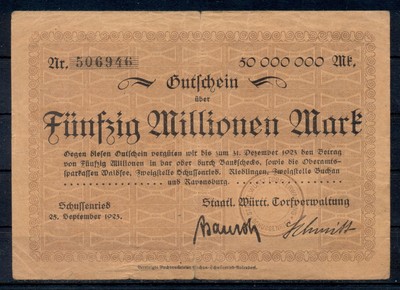 Nr. 506946 50 000 000 Mk.
Gutschein
über
Fünfzig Millionen Mark
Gegen diesen Gutschein vergüten wir bis zum 31. Dezember 1923 den Betrag
von Fünfzig Millionen in bar oder durch Bankschecks, sowie die Oberamts-
sparkassen Waldsee, Zweigstelle Schussenried, Riedlingen, Zweigstelle Buchau
und Ravensburg.
Schussenried
25. September 1923.
Staatl. Württ. Torfverwaltung
Schmidt